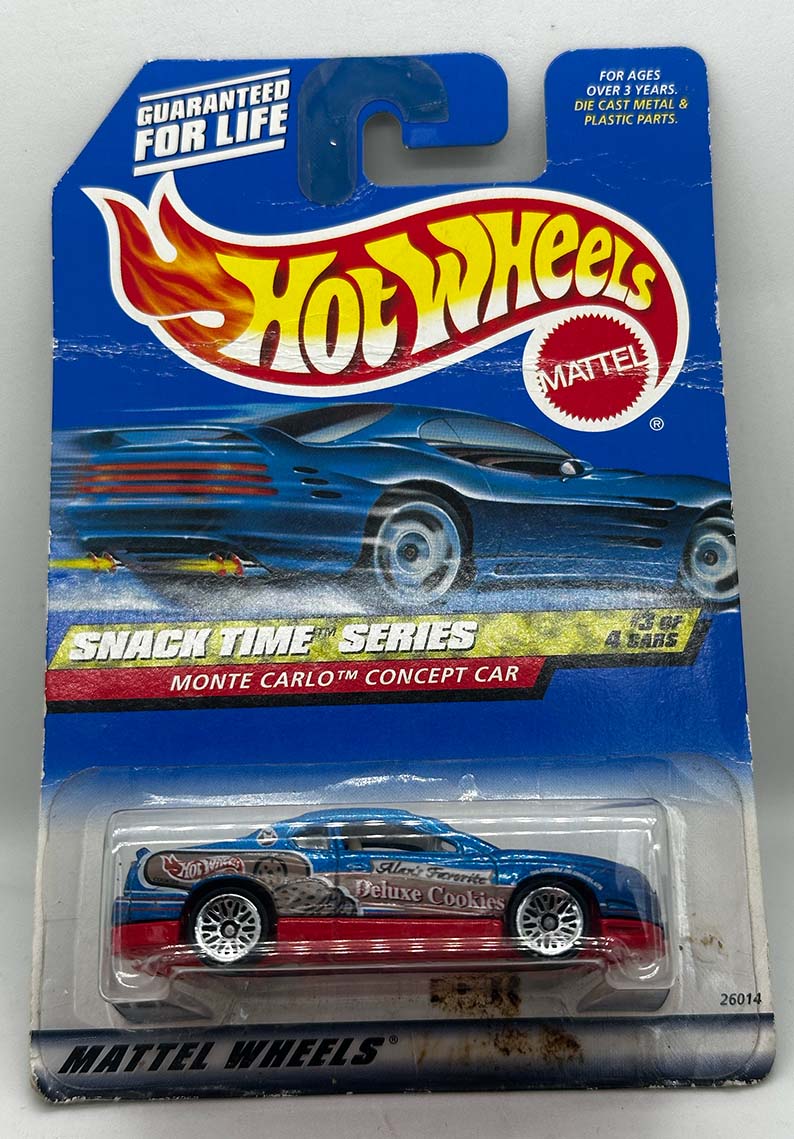 GUARANTEED
FOR LIFE
FOR AGES
OVER 3 YEARS.
DIE CAST METAL &
PLASTIC PARTS.
HOT WHEELS
MATTEL
®
SNACK TIME™ SERIES
#3 OF
4 CARS
MONTE CARLO™ CONCEPT CAR
HOT WHEELS
Alan's Favorite
Deluxe Cookies
26014
MATTEL WHEELS®